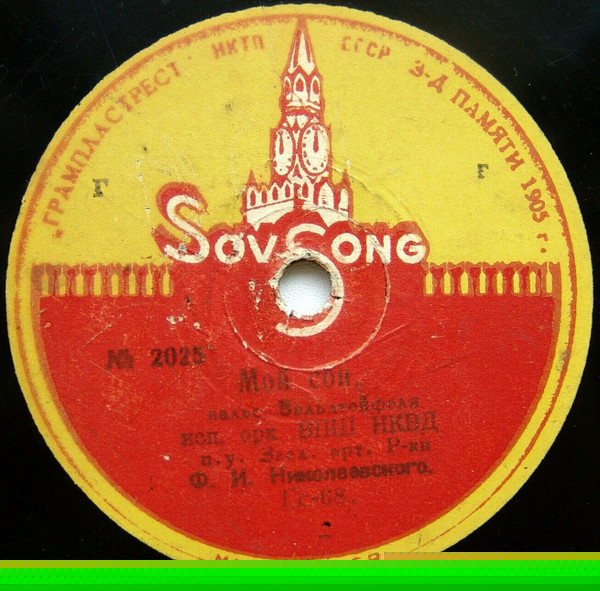 „ГРАМПЛАСТРЕСТ" НКТП СССР З-Д ПАМЯТИ 1905 г.
Г Г
SovSong
№ 2025
Мой сон,
вальс Вальдтейфеля
исп. орк. ВПШ НКВД
п.у. Засл. арт. Р-ки
Ф. И. Николаевского.
Гр-68.